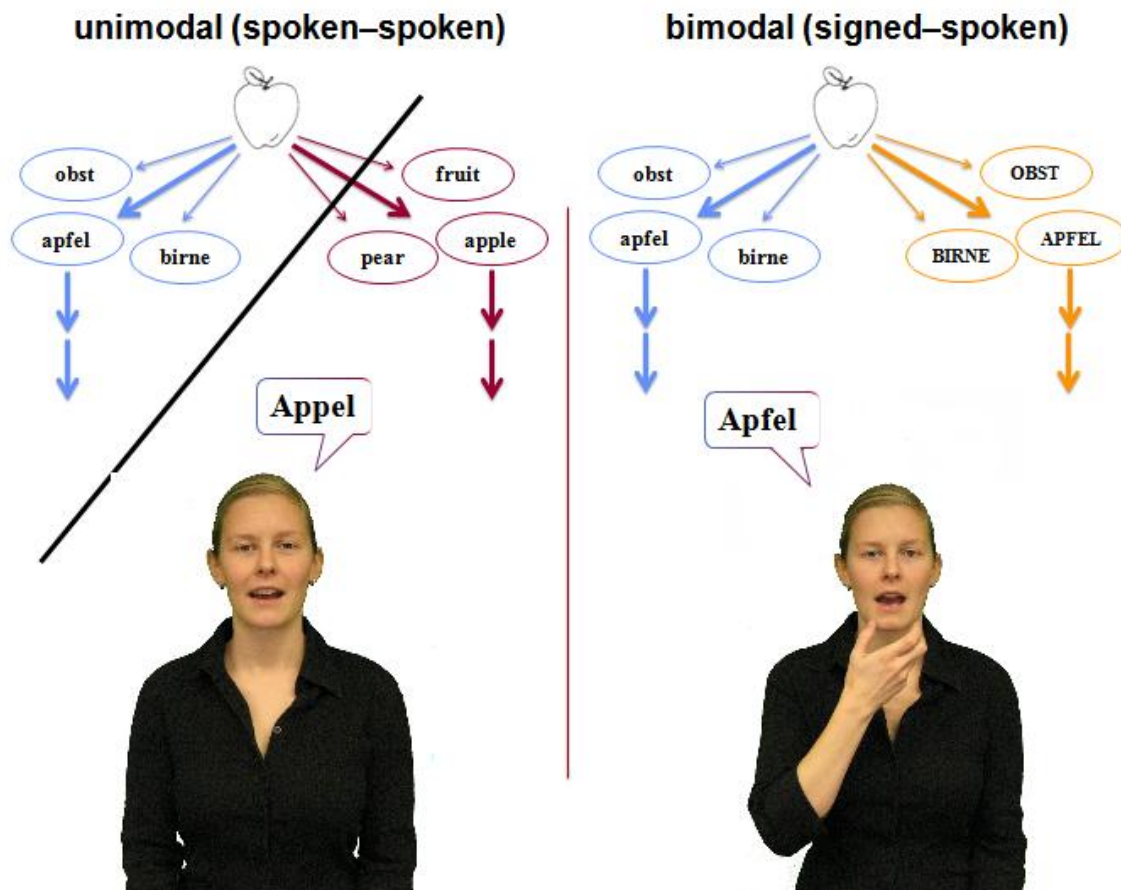 unimodal (spoken–spoken)
obst
apfel
birne
fruit
pear
apple
Appel
bimodal (signed–spoken)
obst
apfel
birne
OBST
BIRNE
APFEL
Apfel